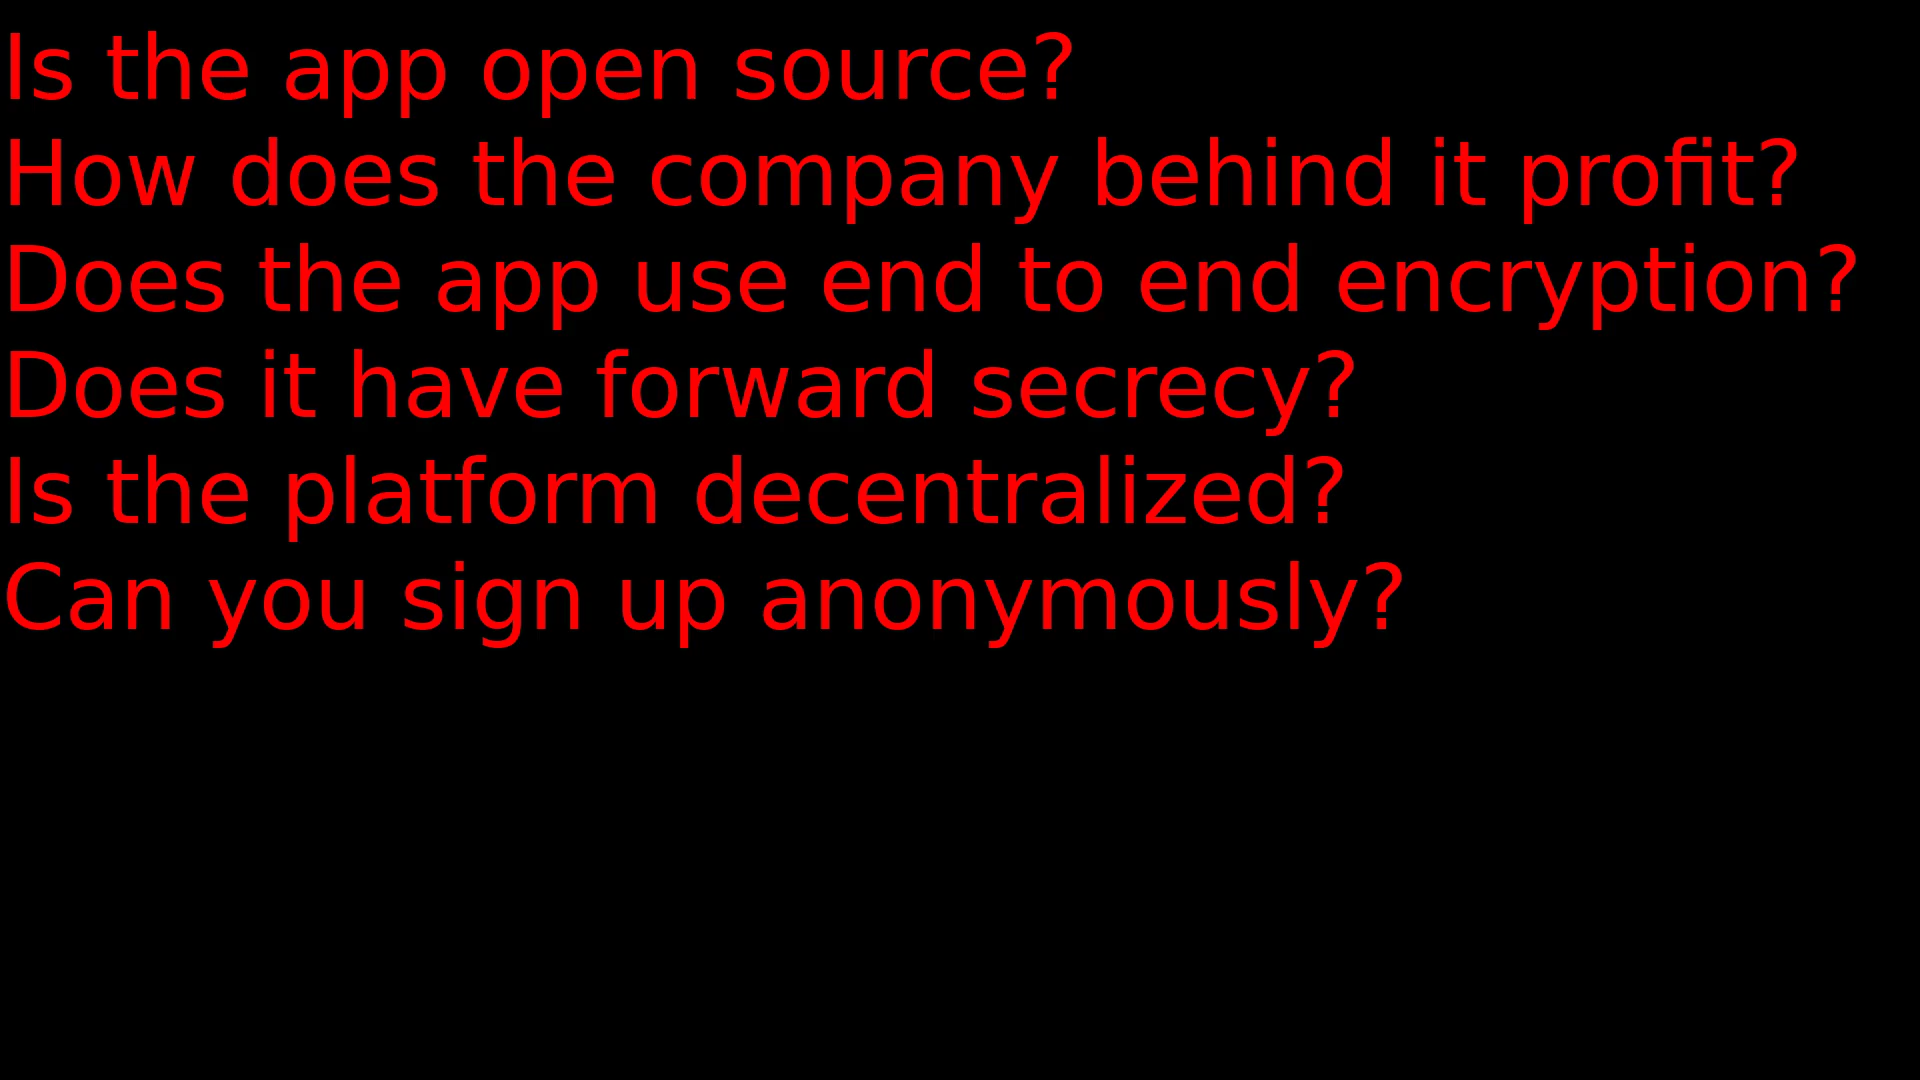 Is the app open source?
How does the company behind it profit?
Does the app use end to end encryption?
Does it have forward secrecy?
Is the platform decentralized?
Can you sign up anonymously?